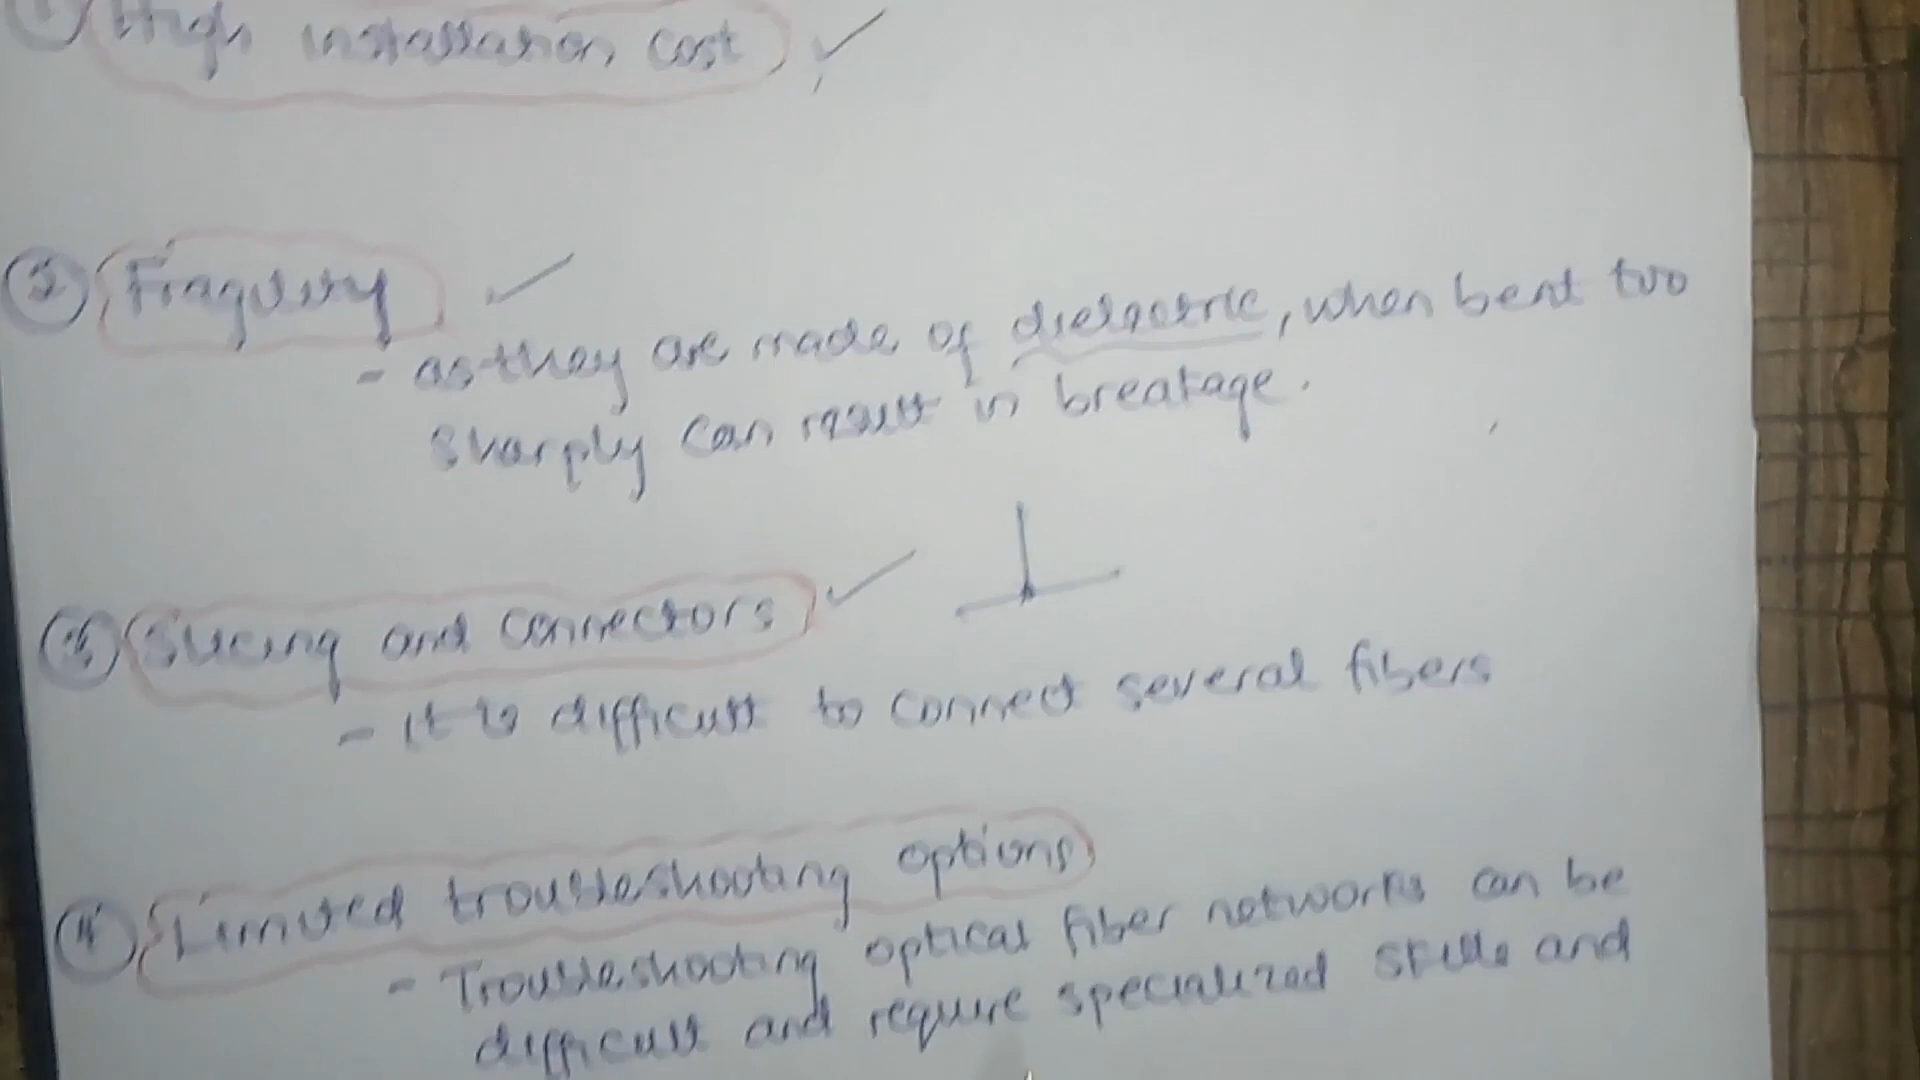 ① High installation cost
② Fragility
- as they are made of dielectric, when bent too
sharply can result in breakage.
③ Slicing and connectors
- It is difficult to connect several fibers
④ Limited troubleshooting options
- Troubleshooting optical fiber networks can be
difficult and require specialized skills and